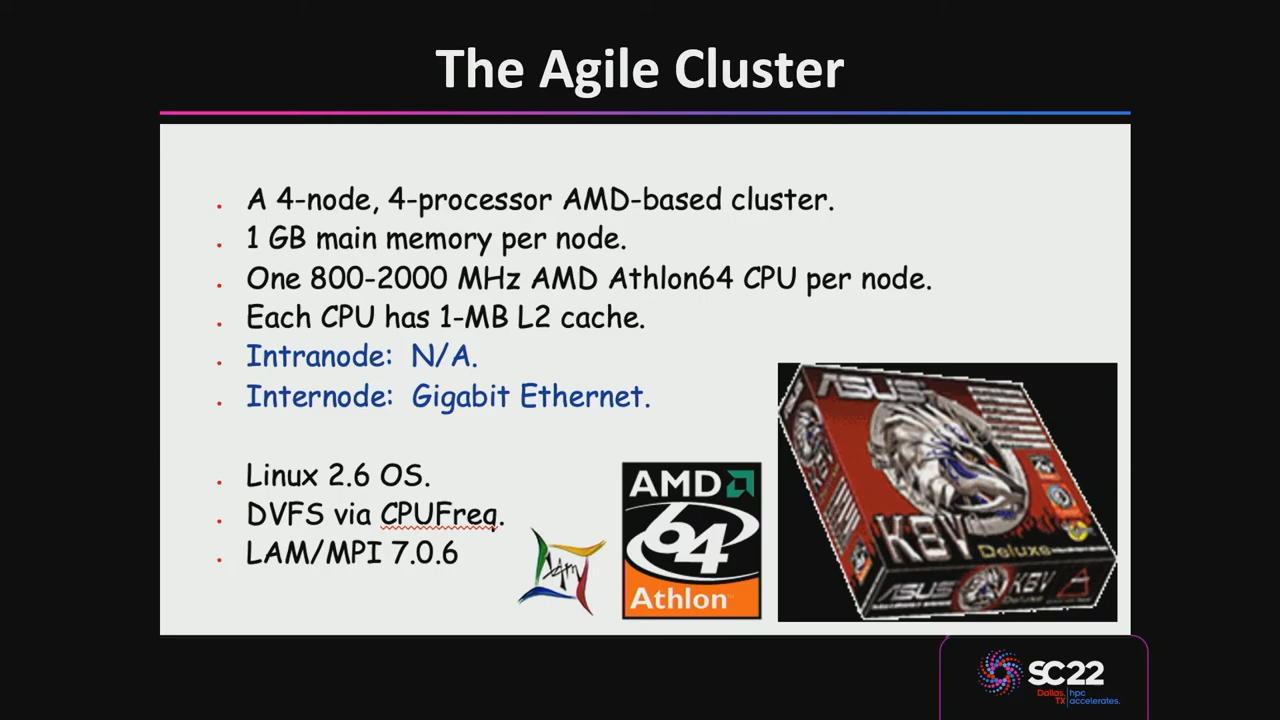 The Agile Cluster
A 4-node, 4-processor AMD-based cluster.
1 GB main memory per node.
One 800-2000 MHz AMD Athlon64 CPU per node.
Each CPU has 1-MB L2 cache.
Intranode: N/A.
Internode: Gigabit Ethernet.
Linux 2.6 OS.
DVFS via CPUFreq.
LAM/MPI 7.0.6
AMD
64
Athlon
ASUS
K8V
Deluxe
ASUS
K8V
Deluxe
SC22
Dallas, TX
hpc accelerates.